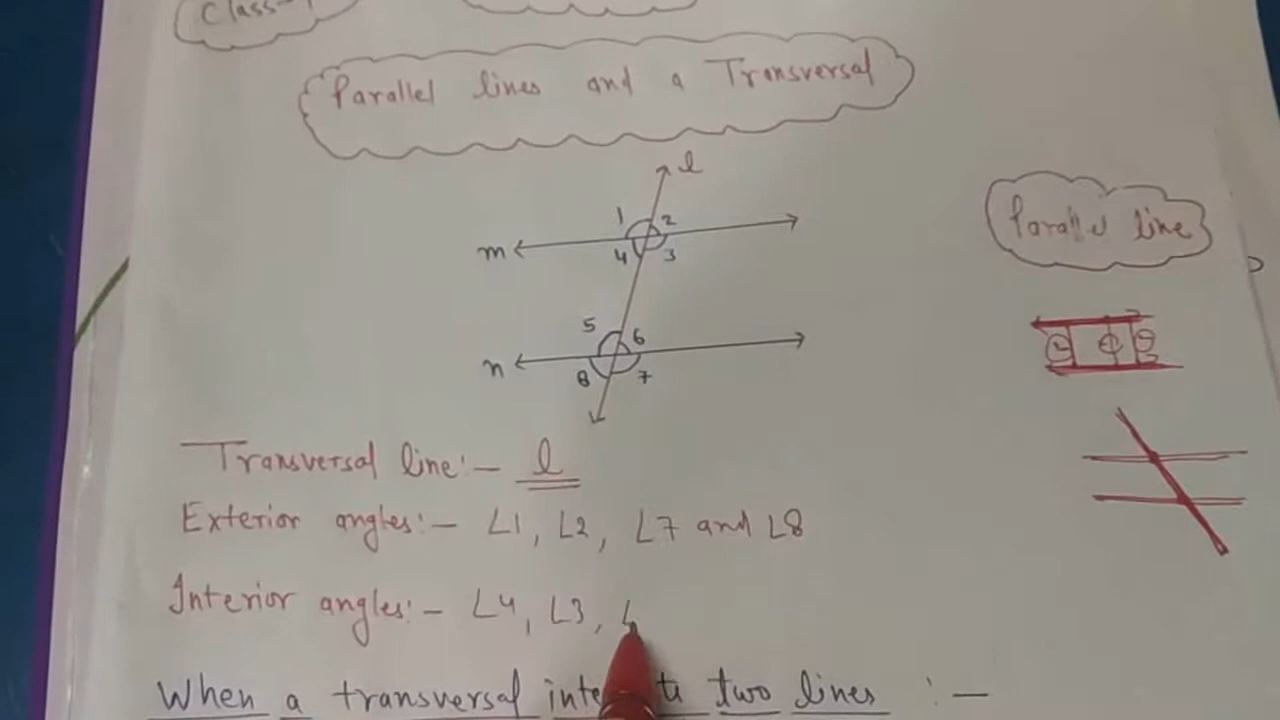 Class-
Parallel lines and a Transversal
l
1 2
m
4 3
Parallel line
5 6
n
8 7
Transversal line:- l
Exterior angles:- ∠1, ∠2, ∠7 and ∠8
Interior angles:- ∠4, ∠3, ∠
When a transversal two lines :-